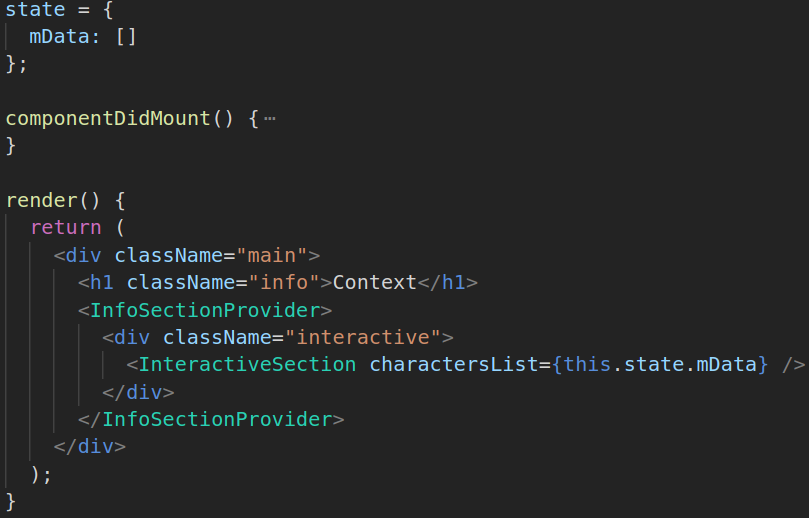 state = {
  mData: []
};

componentDidMount() {⋯
}

render() {
  return (
    <div className="main">
      <h1 className="info">Context</h1>
      <InfoSectionProvider>
        <div className="interactive">
          <InteractiveSection charactersList={this.state.mData} />
        </div>
      </InfoSectionProvider>
    </div>
  );
}